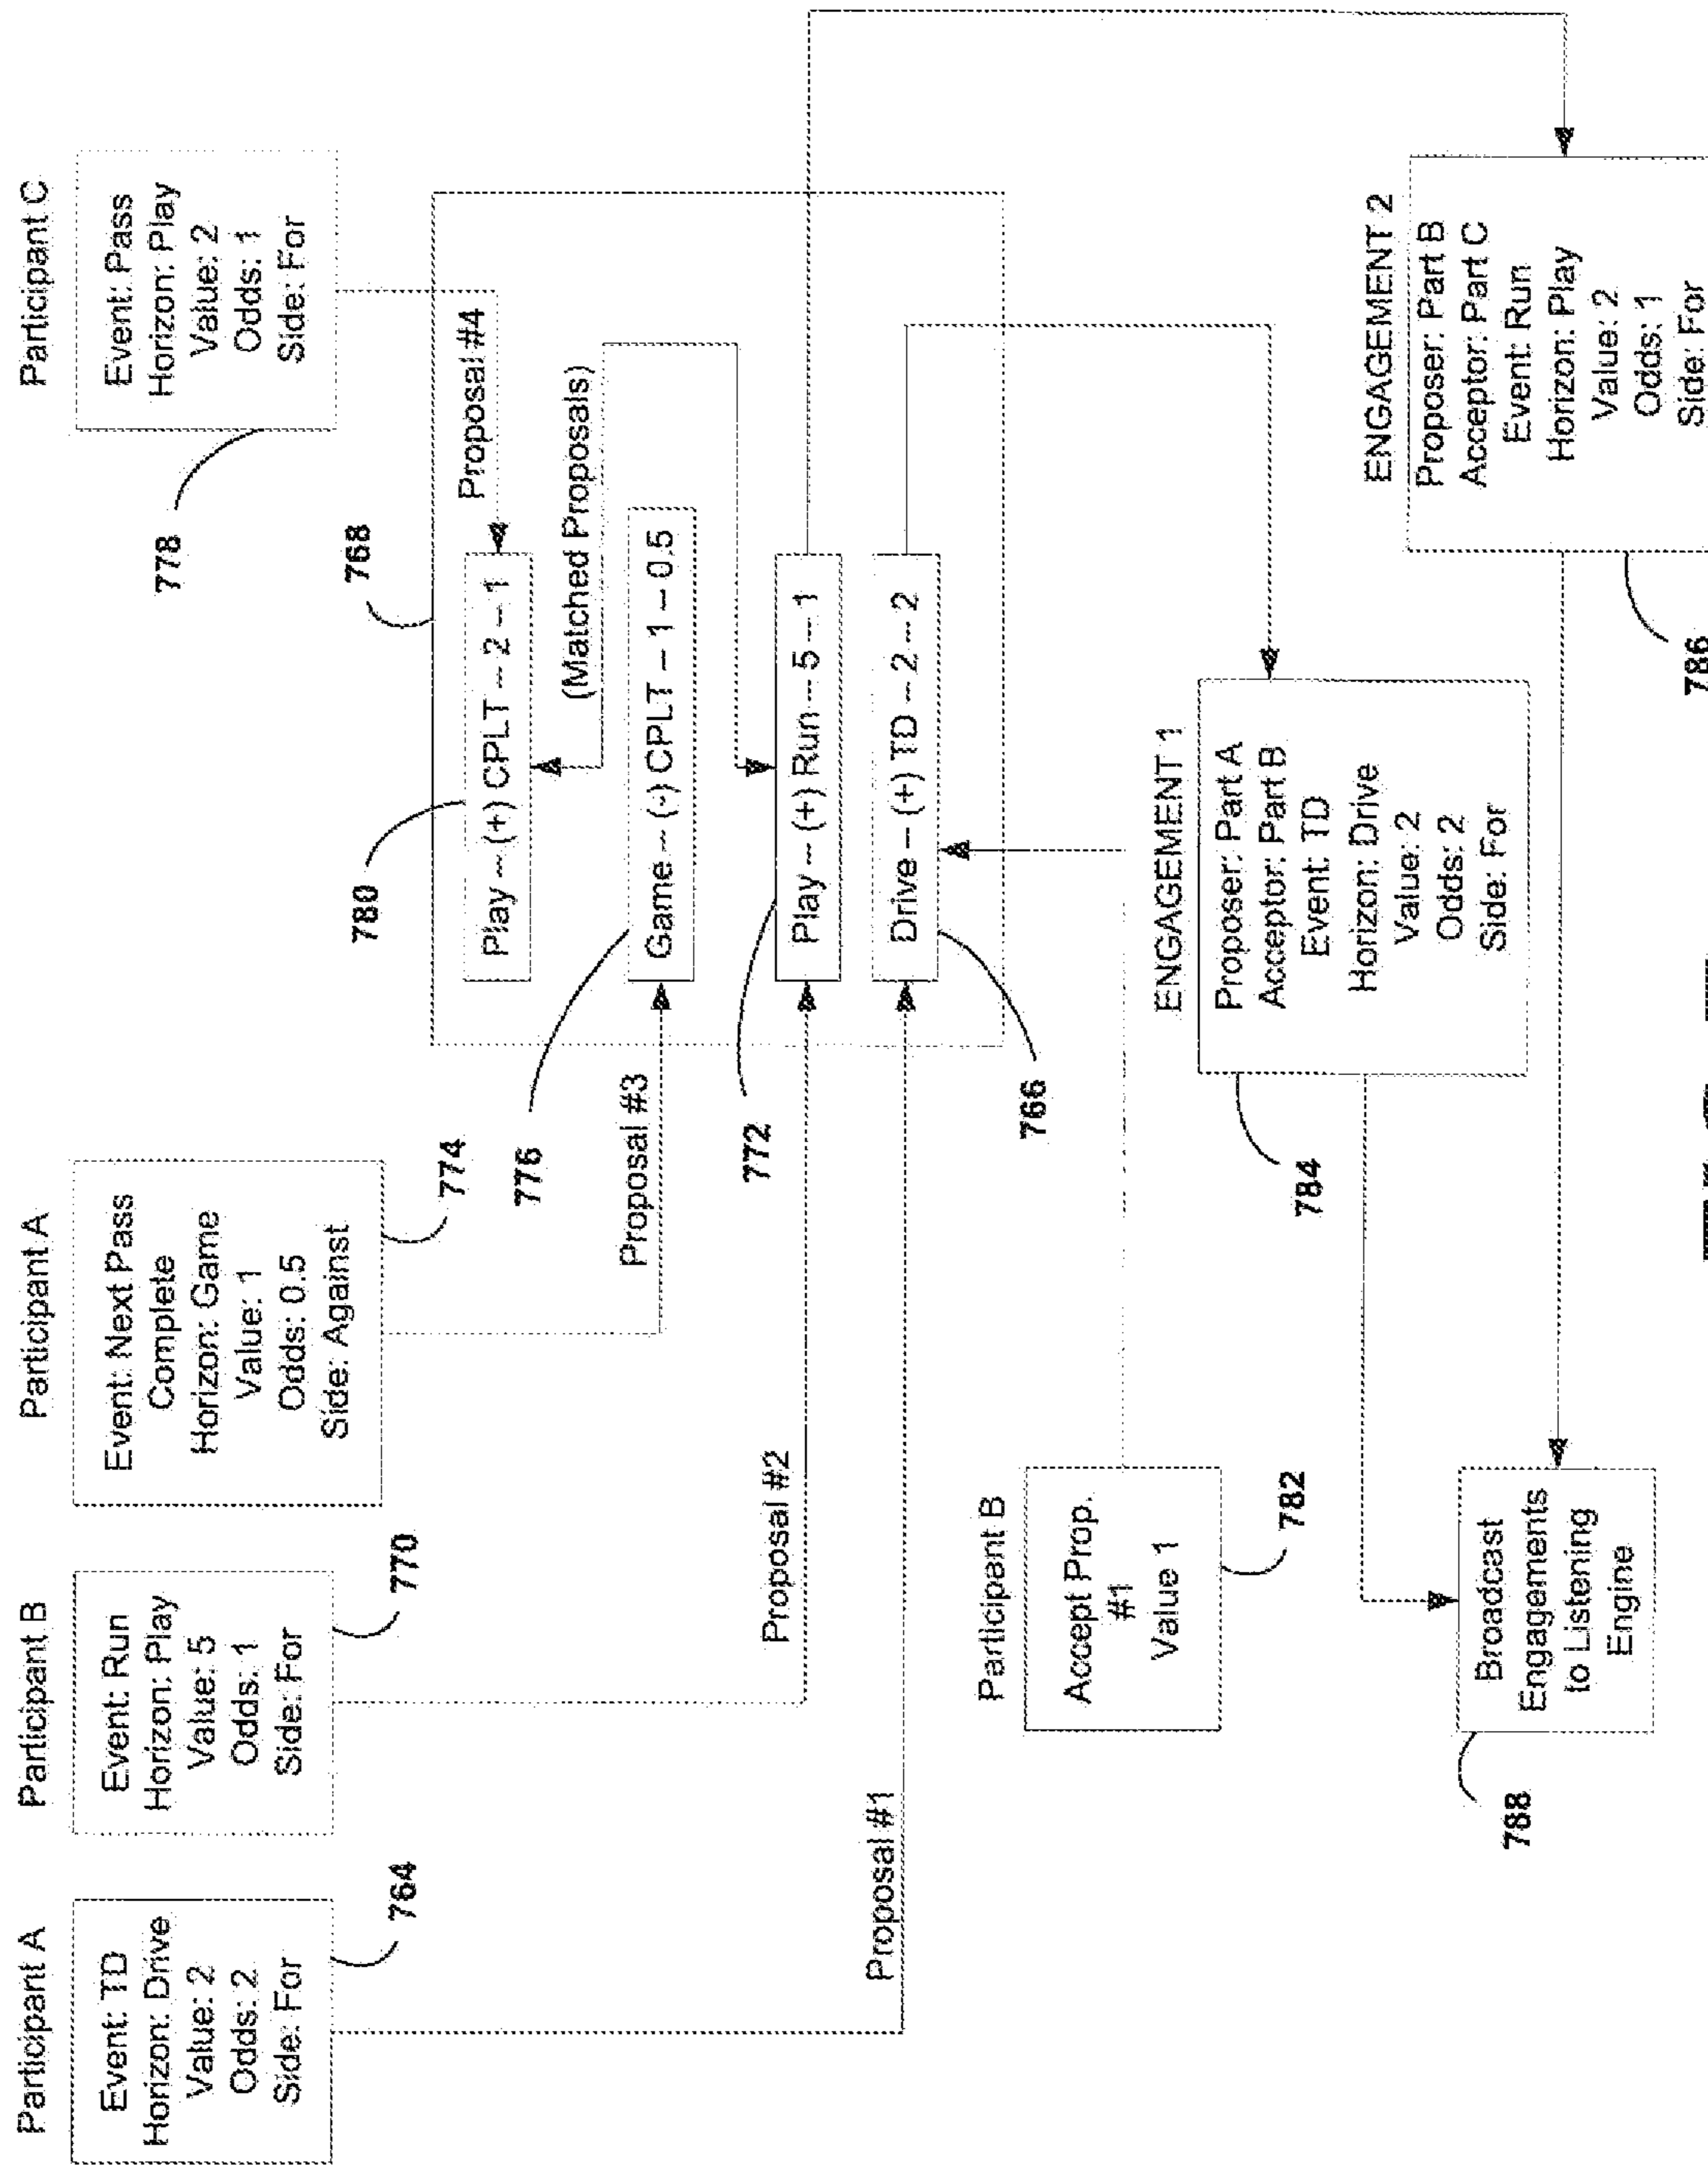 Participant A
Event: TD
Horizon: Drive
Value: 2
Odds: 2
Side: For
764
Participant B
Event: Run
Horizon: Play
Value: 5
Odds: 1
Side: For
770
Participant A
Event: Next Pass
Complete
Horizon: Game
Value: 1
Odds: 0.5
Side: Against
774
Participant C
Event: Pass
Horizon: Play
Value: 2
Odds: 1
Side: For
778
768
780
Play -- (+) CPLT -- 2 -- 1
Proposal #4
(Matched Proposals)
776
Proposal #3
Game -- (-) CPLT -- 1 -- 0.5
772
Proposal #2
Play -- (+) Run -- 5 -- 1
Proposal #1
Drive -- (+) TD -- 2 -- 2
766
Participant B
Accept Prop.
#1
Value 1
782
ENGAGEMENT 1
Proposer: Part A
Acceptor: Part B
Event: TD
Horizon: Drive
Value: 2
Odds: 2
Side: For
784
ENGAGEMENT 2
Proposer: Part B
Acceptor: Part C
Event: Run
Horizon: Play
Value: 2
Odds: 1
Side: For
786
Broadcast
Engagements
to Listening
Engine
788